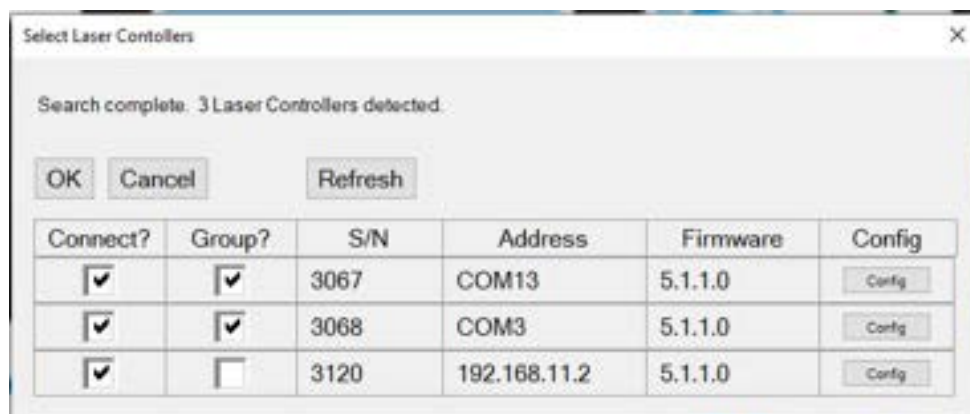 Select Laser Contollers
Search complete. 3 Laser Controllers detected.
OK Cancel Refresh
Connect? Group? S/N Address Firmware Config
3067 COM13 5.1.1.0 Config
3068 COM3 5.1.1.0 Config
3120 192.168.11.2 5.1.1.0 Config